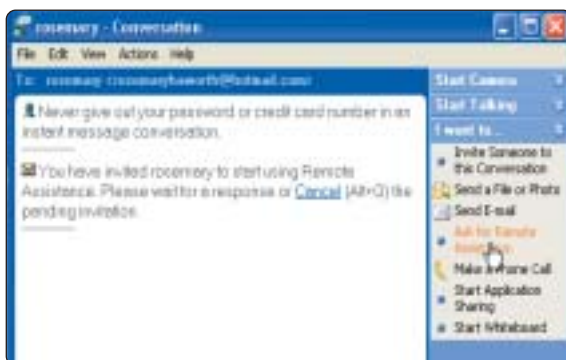 rosemary - Conversation
File Edit View Actions Help
To: rosemary
Never give out your password or credit card number in an
instant message conversation.
You have invited rosemary to start using Remote
Assistance. Please wait for a response or Cancel (Alt+Q) the
pending invitation.
Start Camera
Start Talking
I want to...
Invite Someone to
this Conversation
Send a File or Photo
Send E-mail
Ask for Remote
Make a Phone Call
Start Application
Sharing
Start Whiteboard